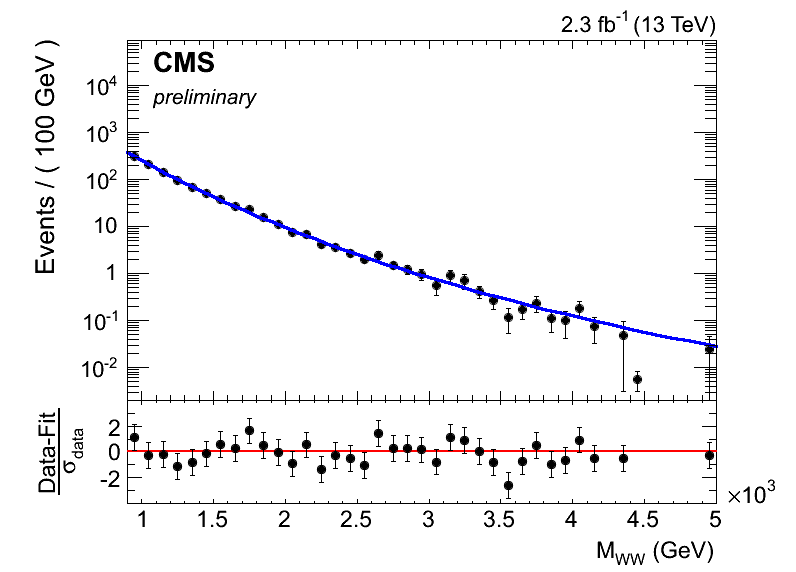 2.3 fb⁻¹ (13 TeV)
CMS
preliminary
Events / ( 100 GeV )
10⁴
10³
10²
10
1
10⁻¹
10⁻²
Data-Fit
σdata
2
0
-2
1 1.5 2 2.5 3 3.5 4 4.5 5
×10³
M_WW (GeV)